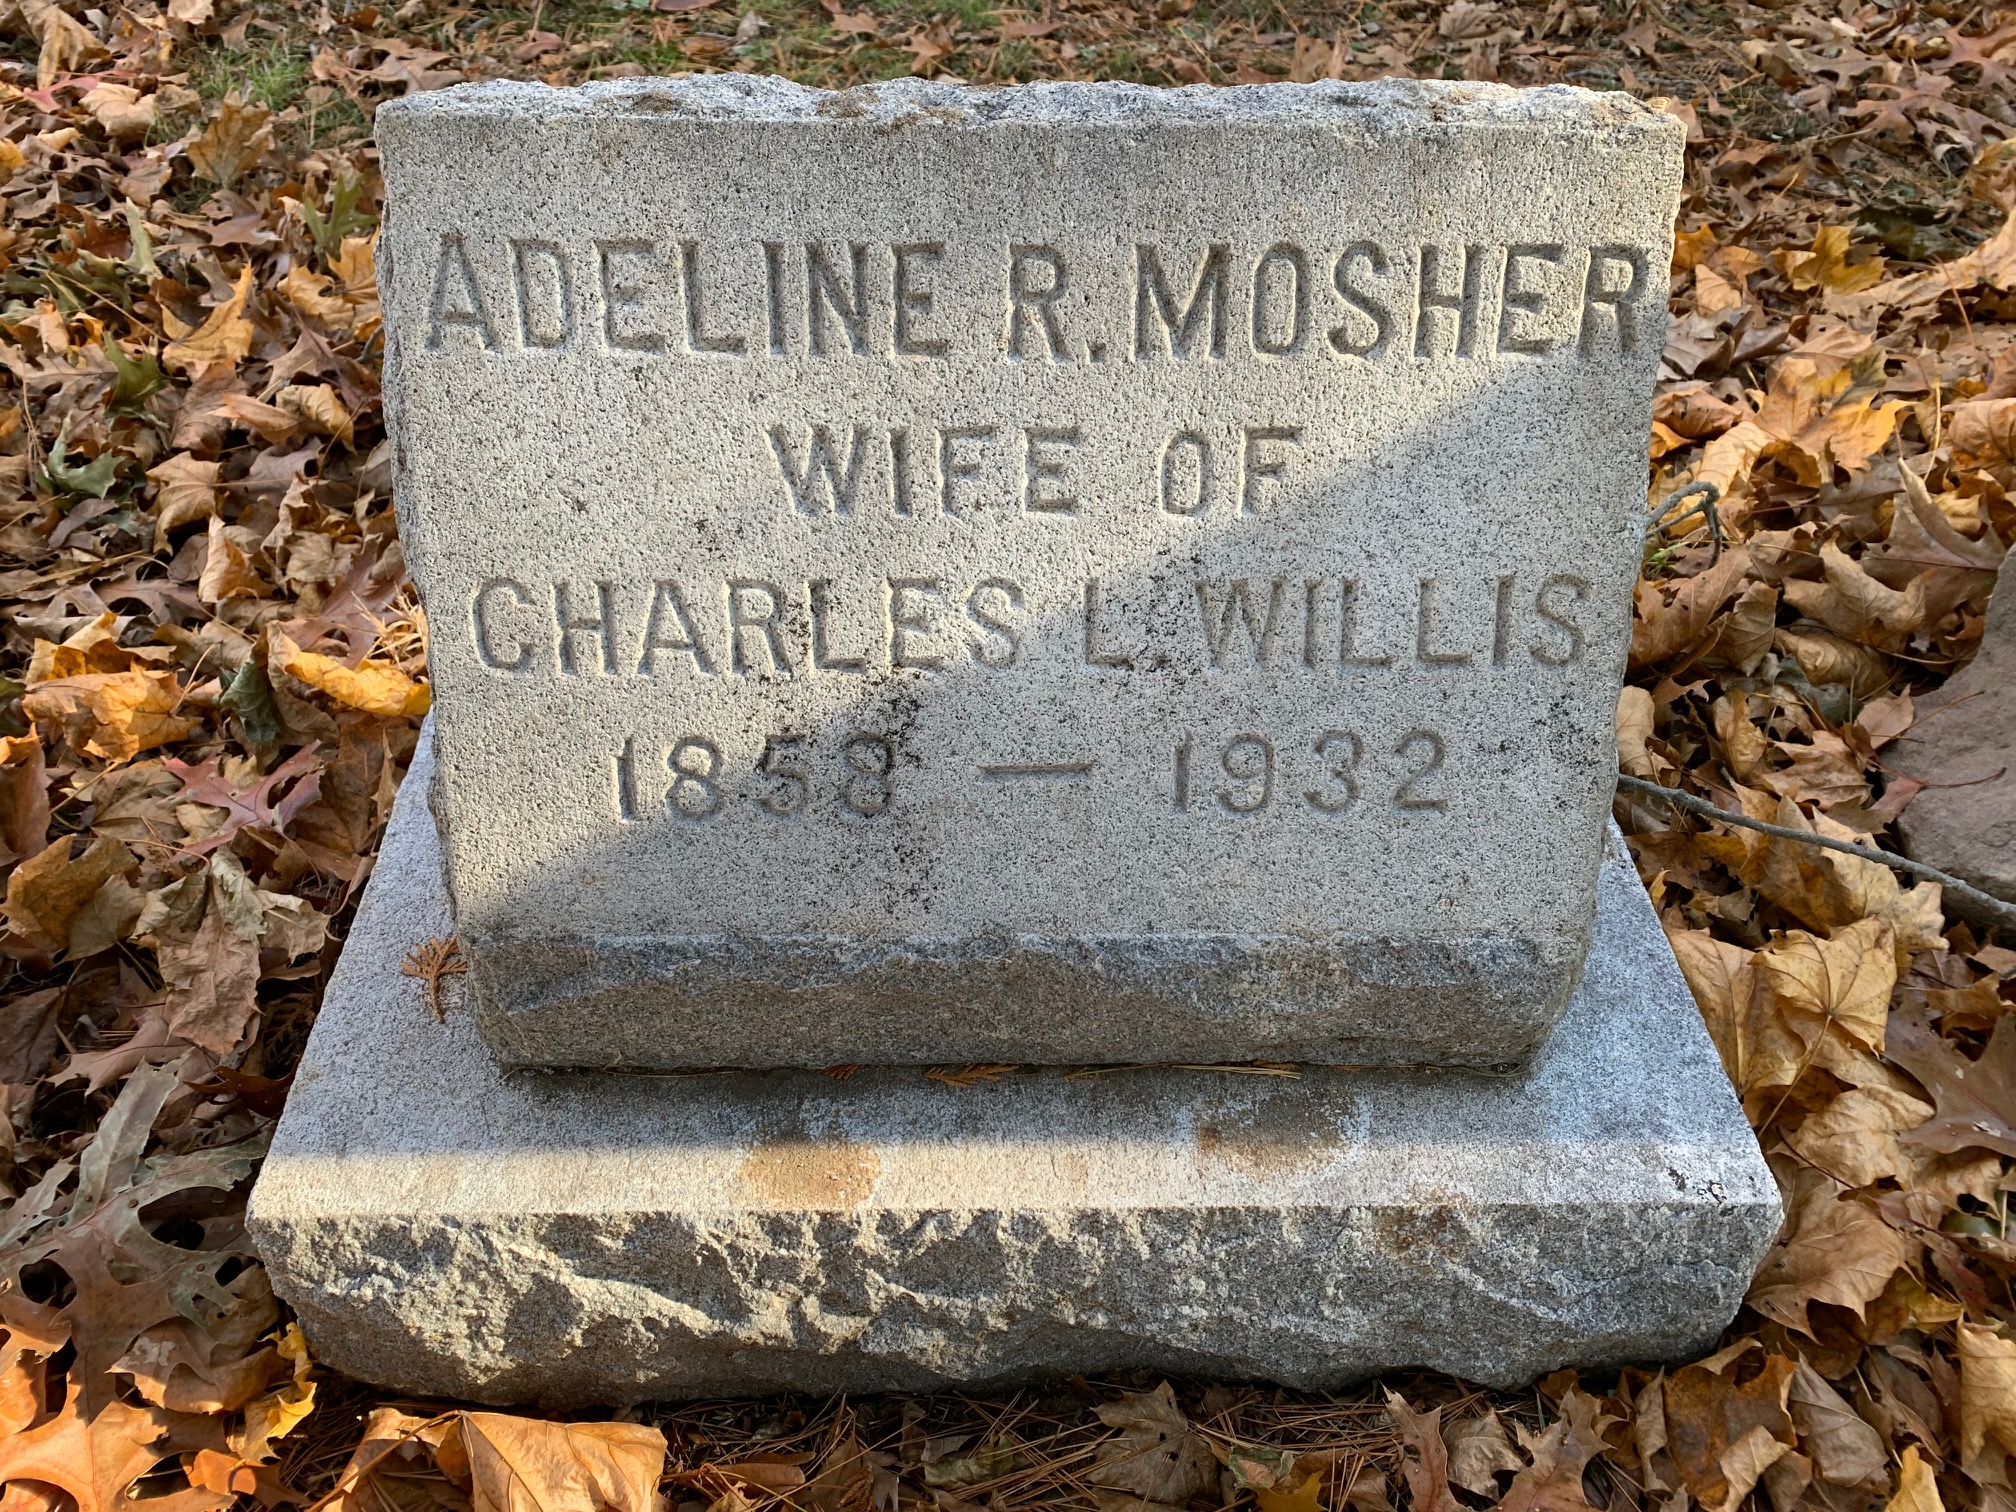 ADELINE R. MOSHER
WIFE OF
CHARLES L. WILLIS
1858 — 1932